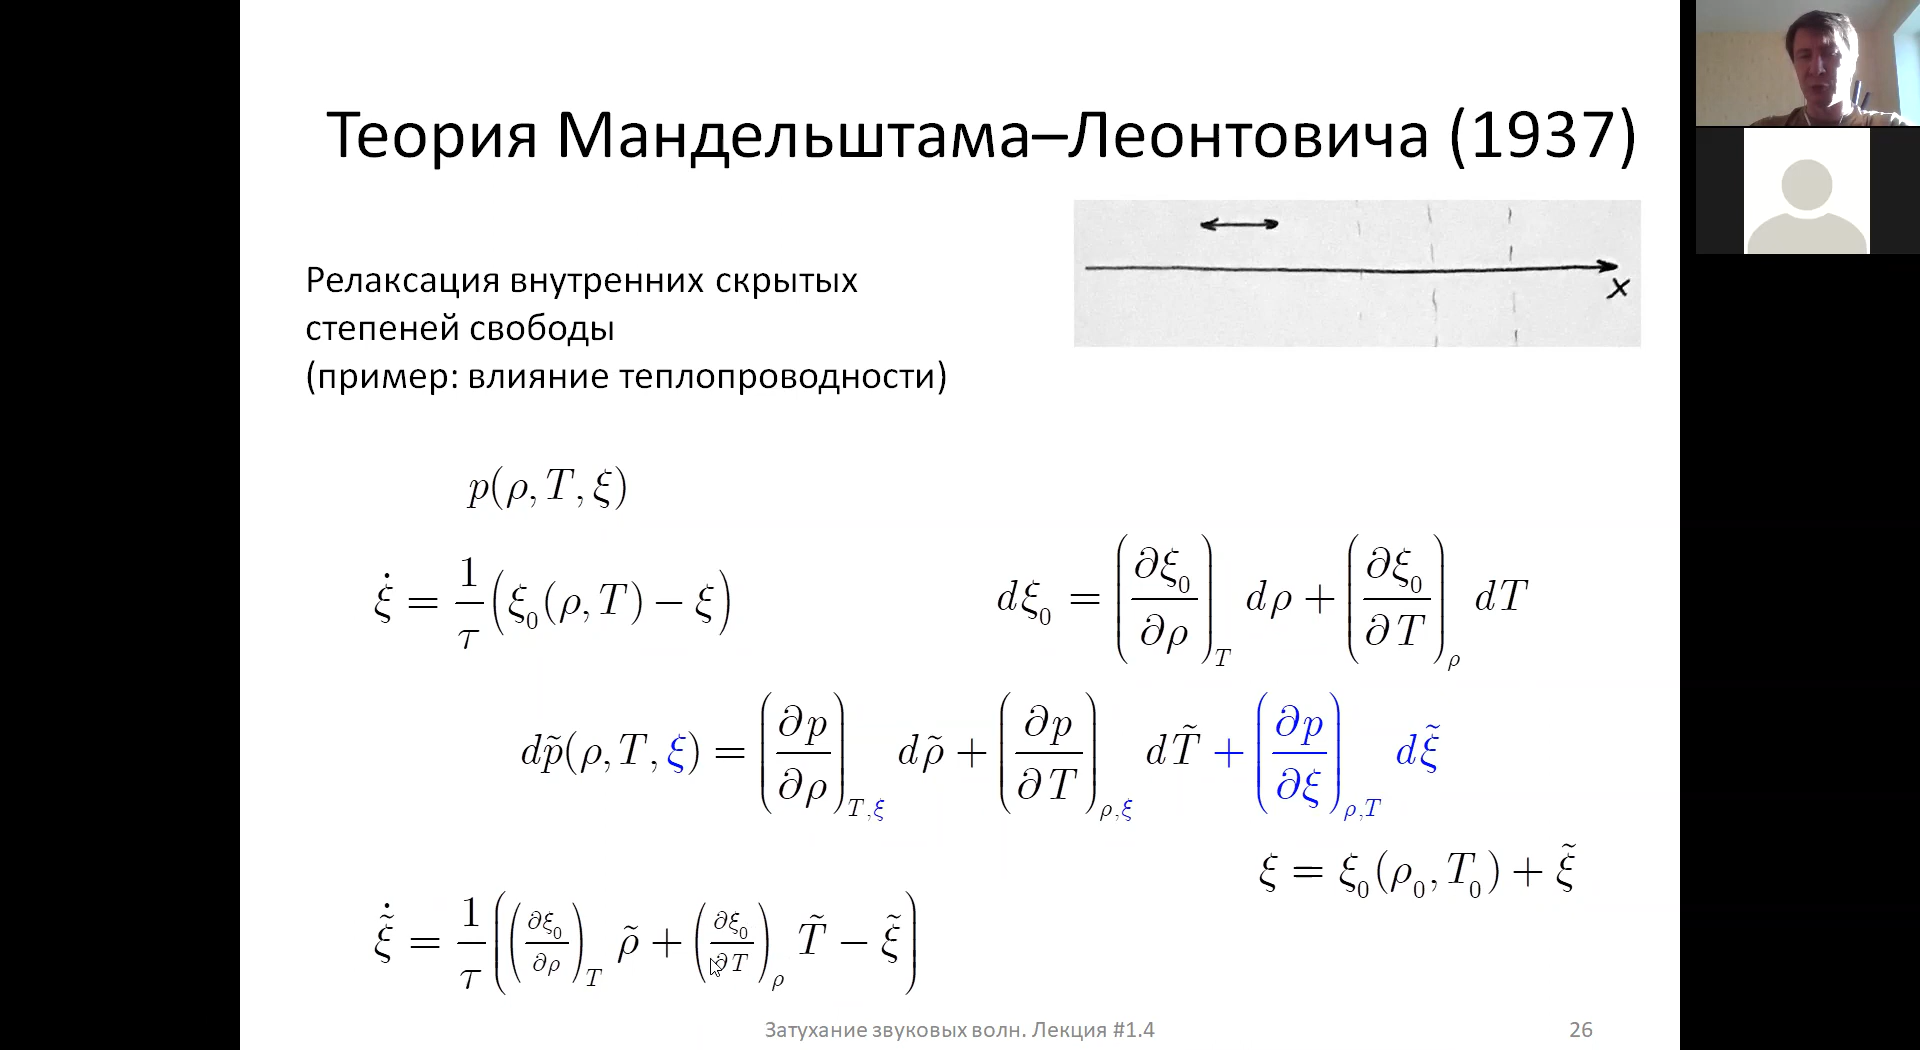 Теория Мандельштама–Леонтовича (1937)
x
Релаксация внутренних скрытых
степеней свободы
(пример: влияние теплопроводности)
p(ρ, T, ξ)
ξ̇ = 1/τ (ξ₀(ρ, T) − ξ)
dξ₀ = (∂ξ₀/∂ρ)_T dρ + (∂ξ₀/∂T)_ρ dT
dp̃(ρ, T, ξ) = (∂p/∂ρ)_{T,ξ} dρ̃ + (∂p/∂T)_{ρ,ξ} dT̃ + (∂p/∂ξ)_{ρ,T} dξ̃
ξ = ξ₀(ρ₀, T₀) + ξ̃
ξ̃̇ = 1/τ ((∂ξ₀/∂ρ)_T ρ̃ + (∂ξ₀/∂T)_ρ T̃ − ξ̃)
Затухание звуковых волн. Лекция #1.4
26